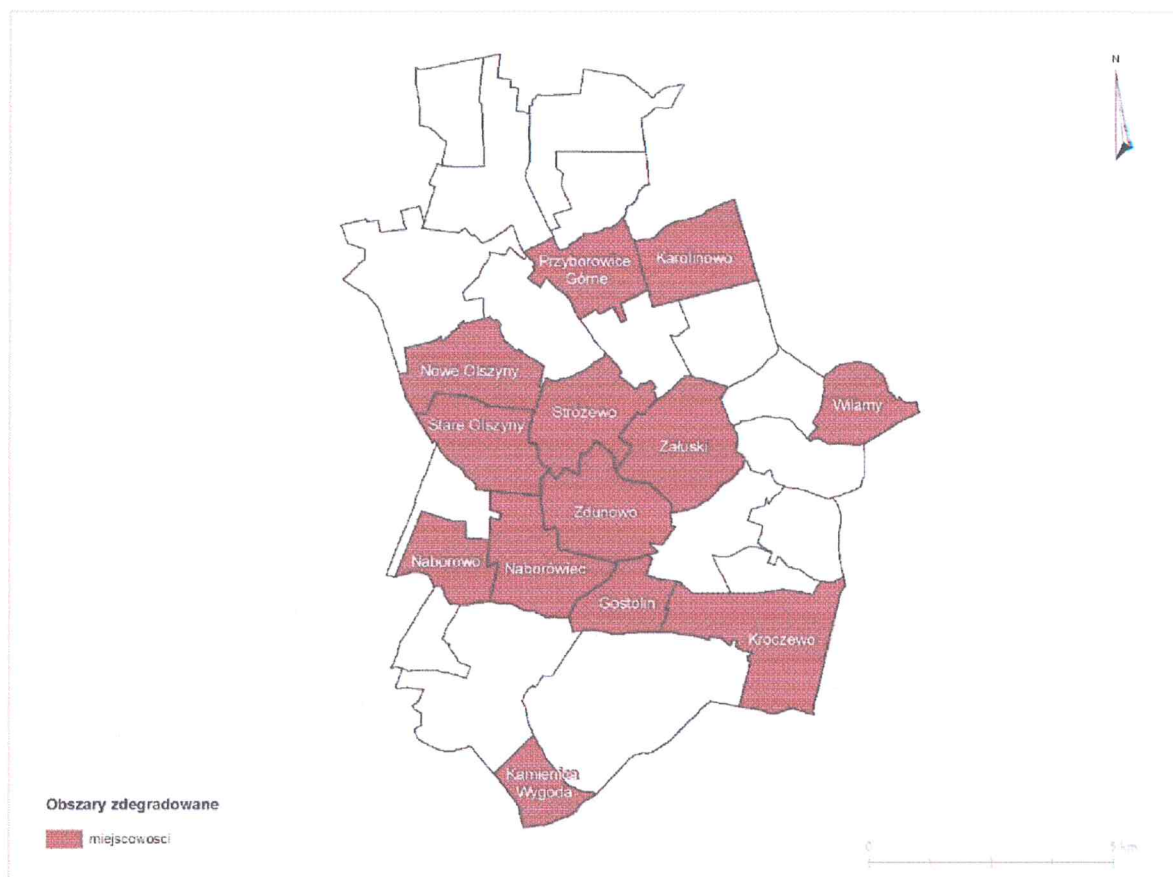 N
Przyborowice
Górne
Karolinowo
Nowe Olszyny
Wilamy
Stróżewo
Stare Olszyny
Załuski
Zdunowo
Naborowo
Naborówiec
Gostolin
Kroczewo
Kamienica
Wygoda
Obszary zdegradowane
miejscowości
0
5 km